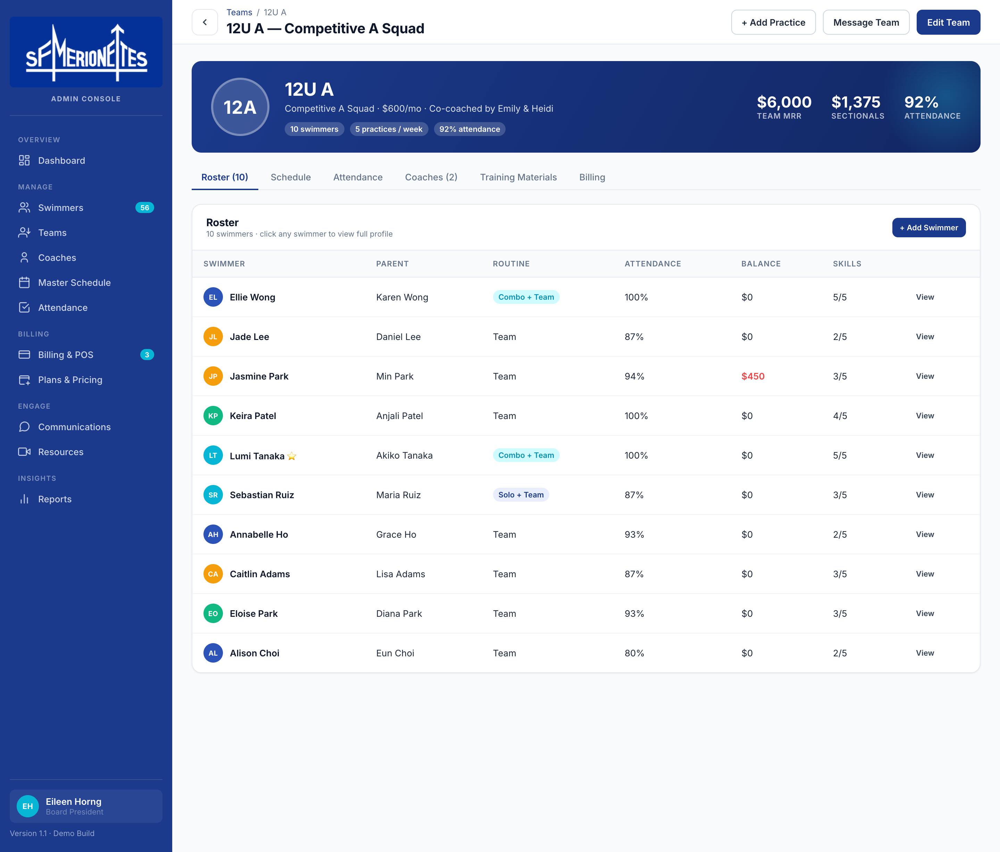 SFMERIONETTES
ADMIN CONSOLE
OVERVIEW
Dashboard
MANAGE
Swimmers 56
Teams
Coaches
Master Schedule
Attendance
BILLING
Billing & POS 3
Plans & Pricing
ENGAGE
Communications
Resources
INSIGHTS
Reports
EH Eileen Horng
Board President
Version 1.1 · Demo Build
Teams / 12U A
12U A — Competitive A Squad
+ Add Practice Message Team Edit Team
12A
12U A
Competitive A Squad · $600/mo · Co-coached by Emily & Heidi
10 swimmers 5 practices / week 92% attendance
$6,000 $1,375 92%
TEAM MRR SECTIONALS ATTENDANCE
Roster (10) Schedule Attendance Coaches (2) Training Materials Billing
Roster
10 swimmers · click any swimmer to view full profile
+ Add Swimmer
SWIMMER PARENT ROUTINE ATTENDANCE BALANCE SKILLS
EL Ellie Wong Karen Wong Combo + Team 100% $0 5/5 View
JL Jade Lee Daniel Lee Team 87% $0 2/5 View
JP Jasmine Park Min Park Team 94% $450 3/5 View
KP Keira Patel Anjali Patel Team 100% $0 4/5 View
LT Lumi Tanaka ⭐ Akiko Tanaka Combo + Team 100% $0 5/5 View
SR Sebastian Ruiz Maria Ruiz Solo + Team 87% $0 3/5 View
AH Annabelle Ho Grace Ho Team 93% $0 2/5 View
CA Caitlin Adams Lisa Adams Team 87% $0 3/5 View
EO Eloise Park Diana Park Team 93% $0 3/5 View
AL Alison Choi Eun Choi Team 80% $0 2/5 View